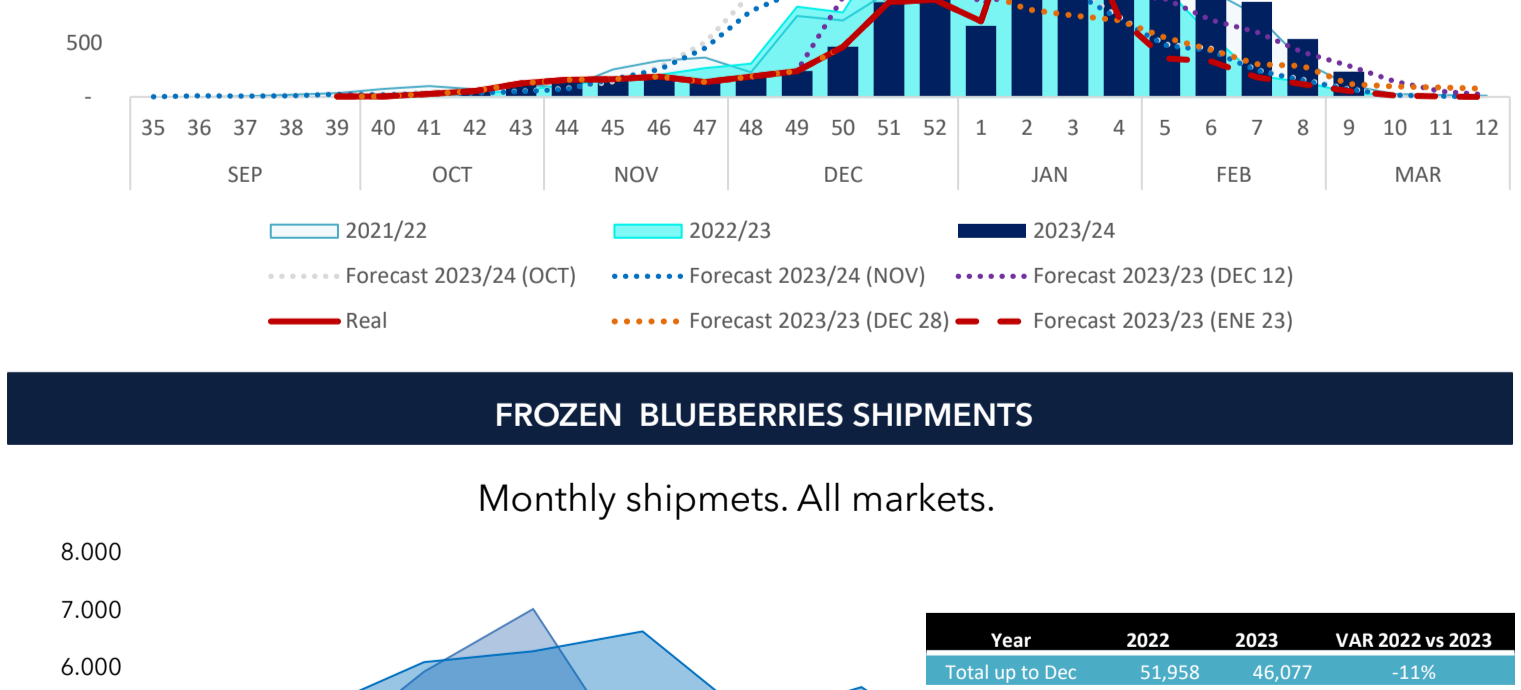 500
-
35 36 37 38 39 40 41 42 43 44 45 46 47 48 49 50 51 52 1 2 3 4 5 6 7 8 9 10 11 12
SEP OCT NOV DEC JAN FEB MAR
2021/22 2022/23 2023/24
Forecast 2023/24 (OCT) Forecast 2023/24 (NOV) Forecast 2023/23 (DEC 12)
Real Forecast 2023/23 (DEC 28) Forecast 2023/23 (ENE 23)
FROZEN BLUEBERRIES SHIPMENTS
Monthly shipmets. All markets.
8.000
7.000
6.000
Year 2022 2023 VAR 2022 vs 2023
Total up to Dec 51,958 46,077 -11%